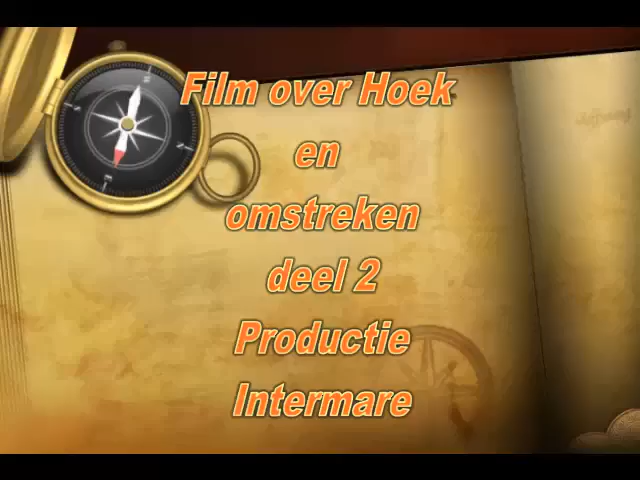 Film over Hoek
en
omstreken
deel 2
Productie
Intermare